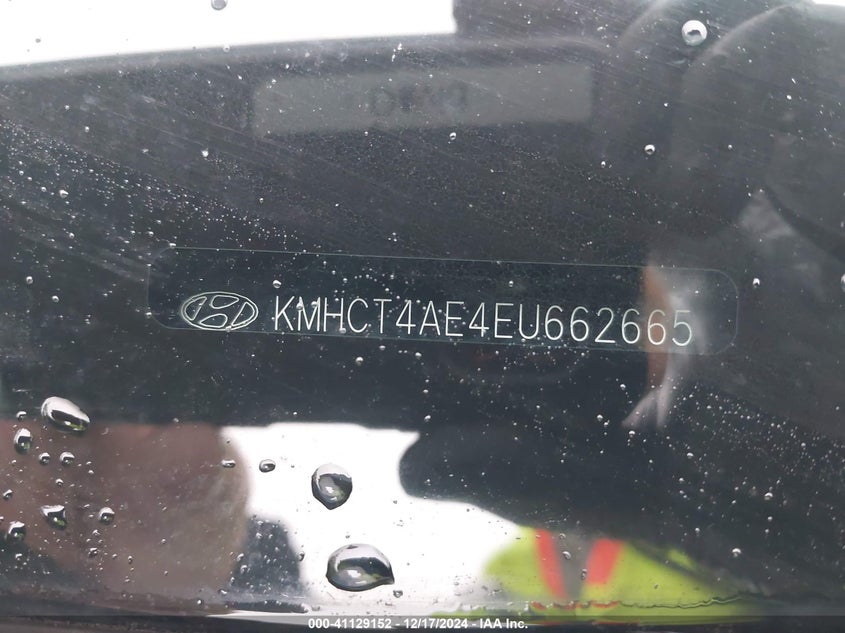 KMHCT4AE4EU662665
000-41129152 - 12/17/2024 - IAA Inc.